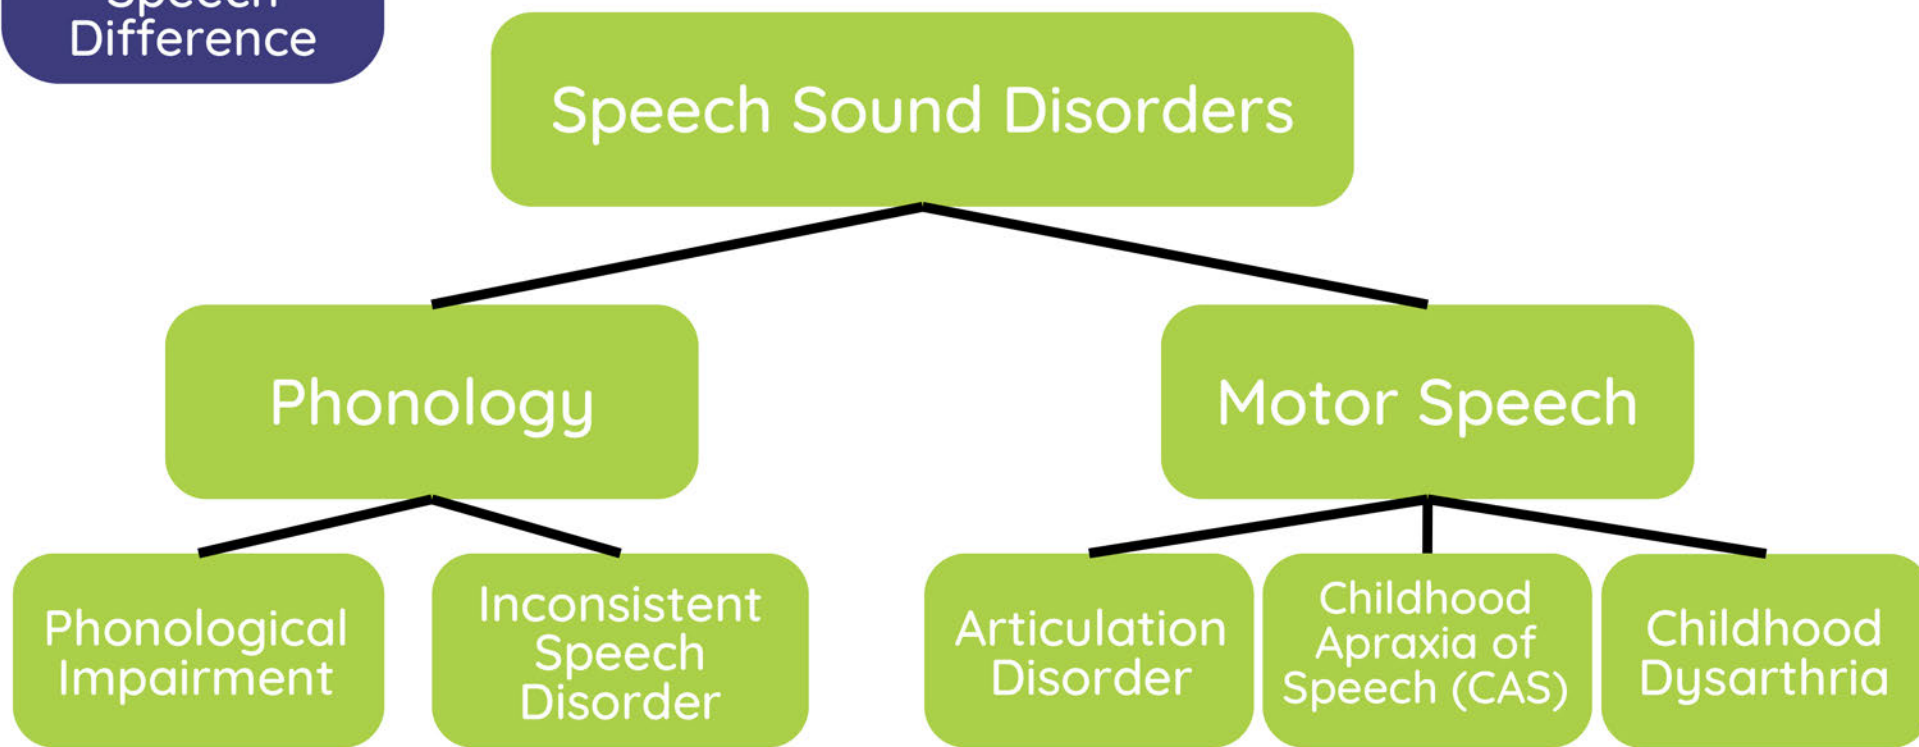 Speech
Difference
Speech Sound Disorders
Phonology
Motor Speech
Phonological
Impairment
Inconsistent
Speech
Disorder
Articulation
Disorder
Childhood
Apraxia of
Speech (CAS)
Childhood
Dysarthria